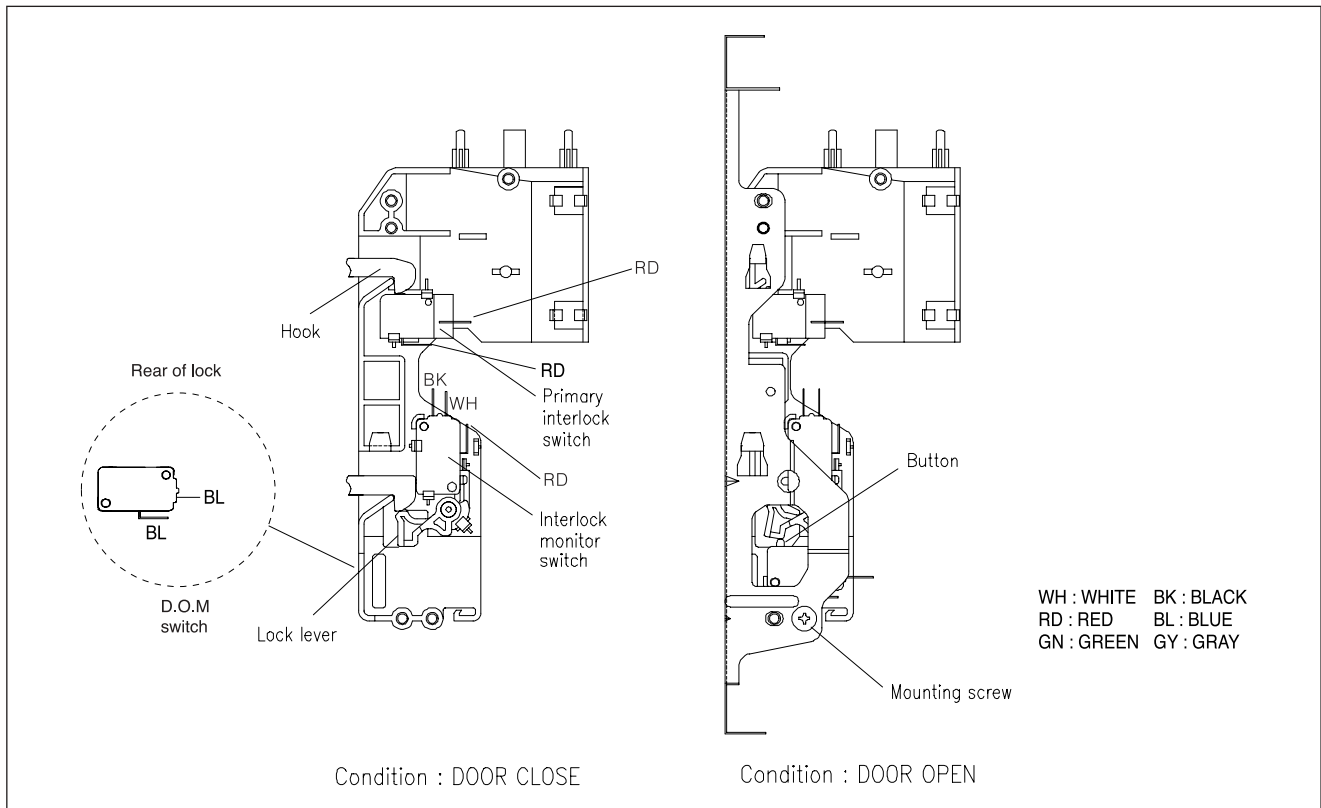 RD
Hook
RD
Primary
interlock
switch
BK
WH
RD
Interlock
monitor
switch
Rear of lock
BL
BL
D.O.M
switch
Lock lever
Condition : DOOR CLOSE
Button
Mounting screw
Condition : DOOR OPEN
WH : WHITE BK : BLACK
RD : RED BL : BLUE
GN : GREEN GY : GRAY